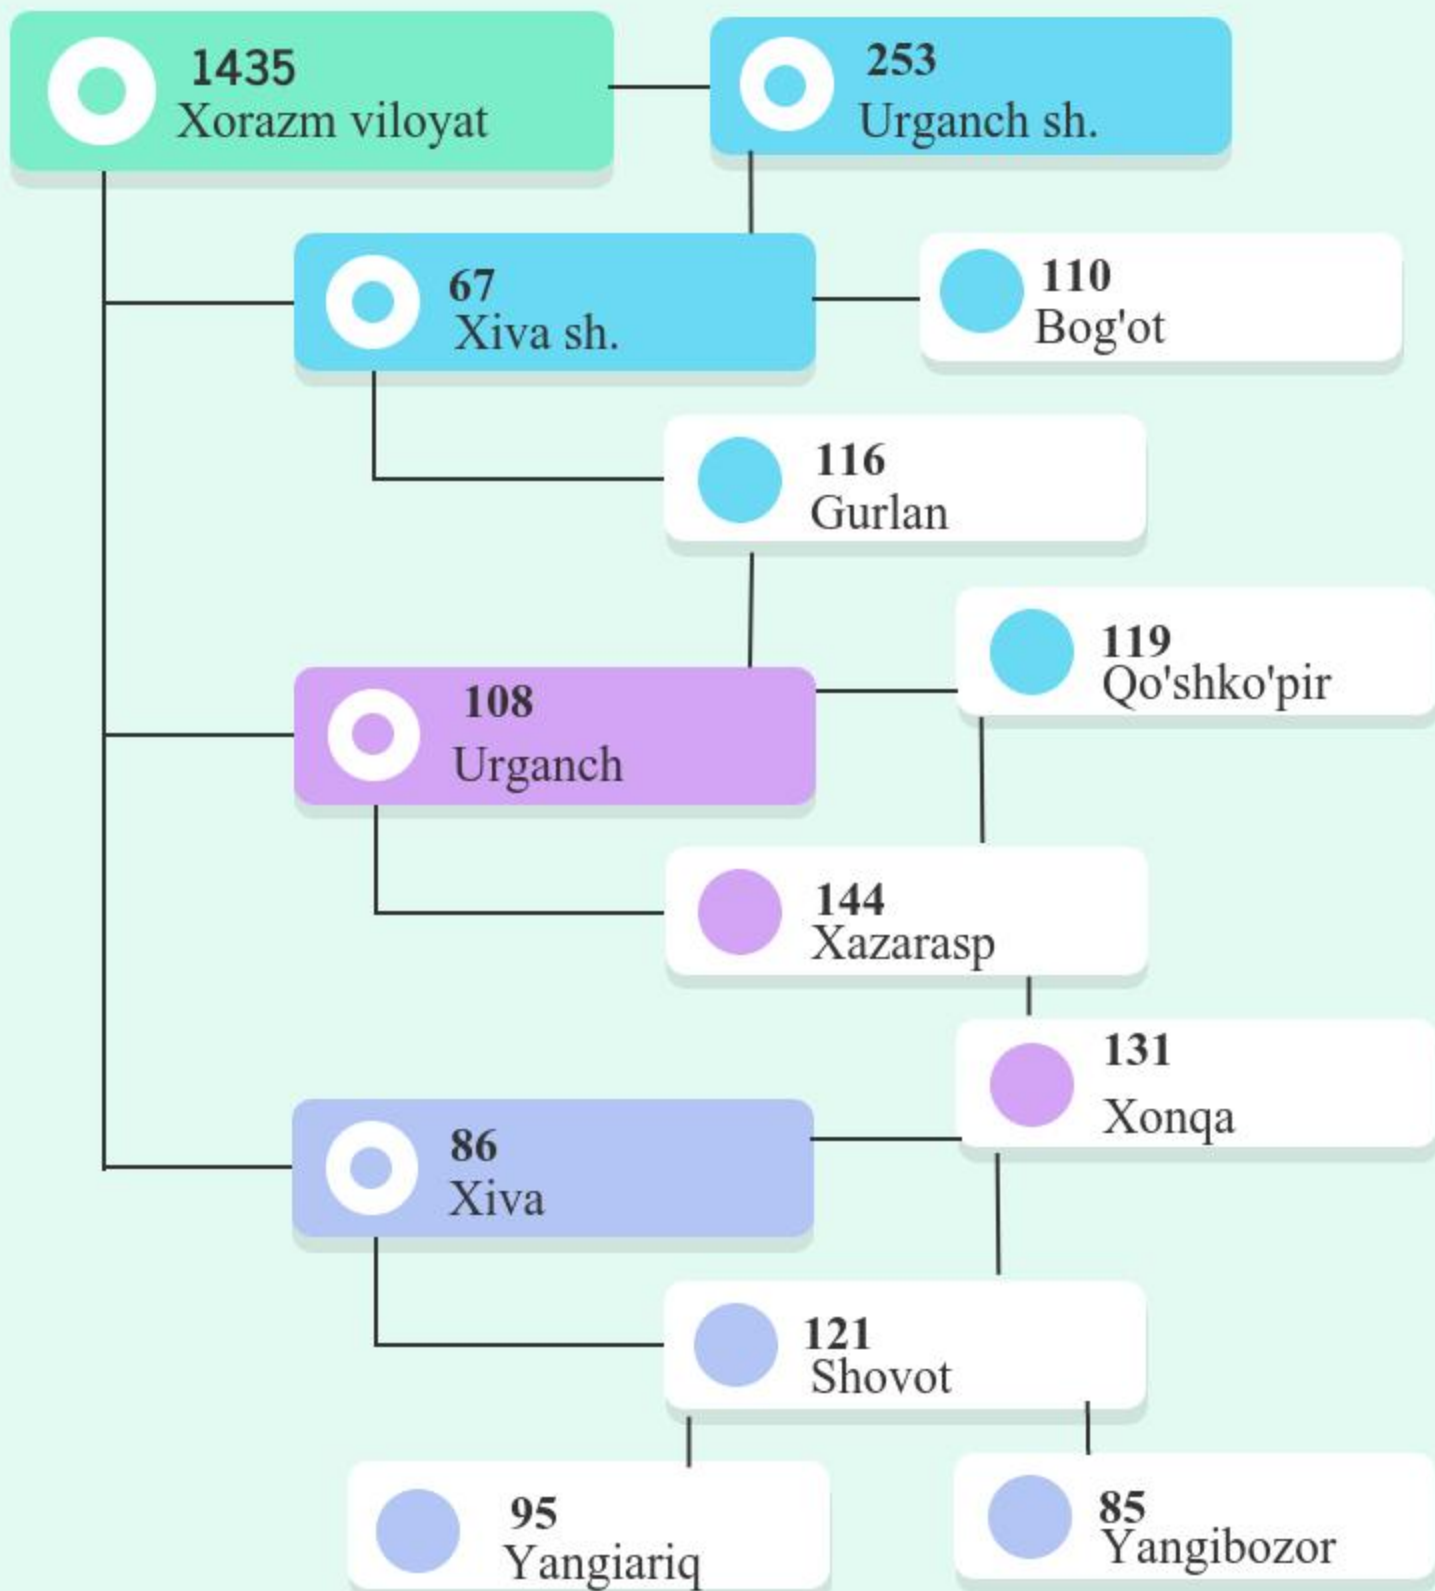 1435
Xorazm viloyat
253
Urganch sh.
67
Xiva sh.
110
Bog'ot
116
Gurlan
119
Qo'shko'pir
108
Urganch
144
Xazarasp
131
Xonqa
86
Xiva
121
Shovot
95
Yangiariq
85
Yangibozor